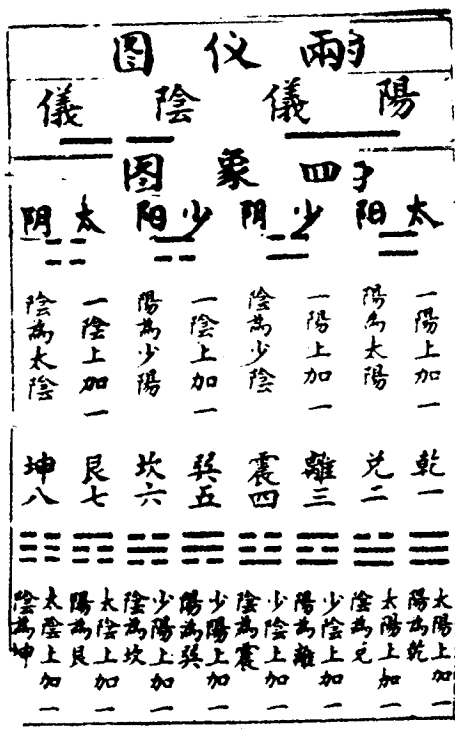 兩仪图
陽儀 陰儀
四象图
太阳 少阴 少阳 太阴
一陽上加一
陽為太陽
一陽上加一
陰為少陰
一陰上加一
陽為少陽
一陰上加一
陰為太陰
乾一
兑二
離三
震四
巽五
坎六
艮七
坤八
太陽上加一
陽為乾
太陽上加一
陰為兑
少陰上加一
陽為離
少陰上加一
陰為震
少陽上加一
陽為巽
少陽上加一
陰為坎
太陰上加一
陽為艮
太陰上加一
陰為坤